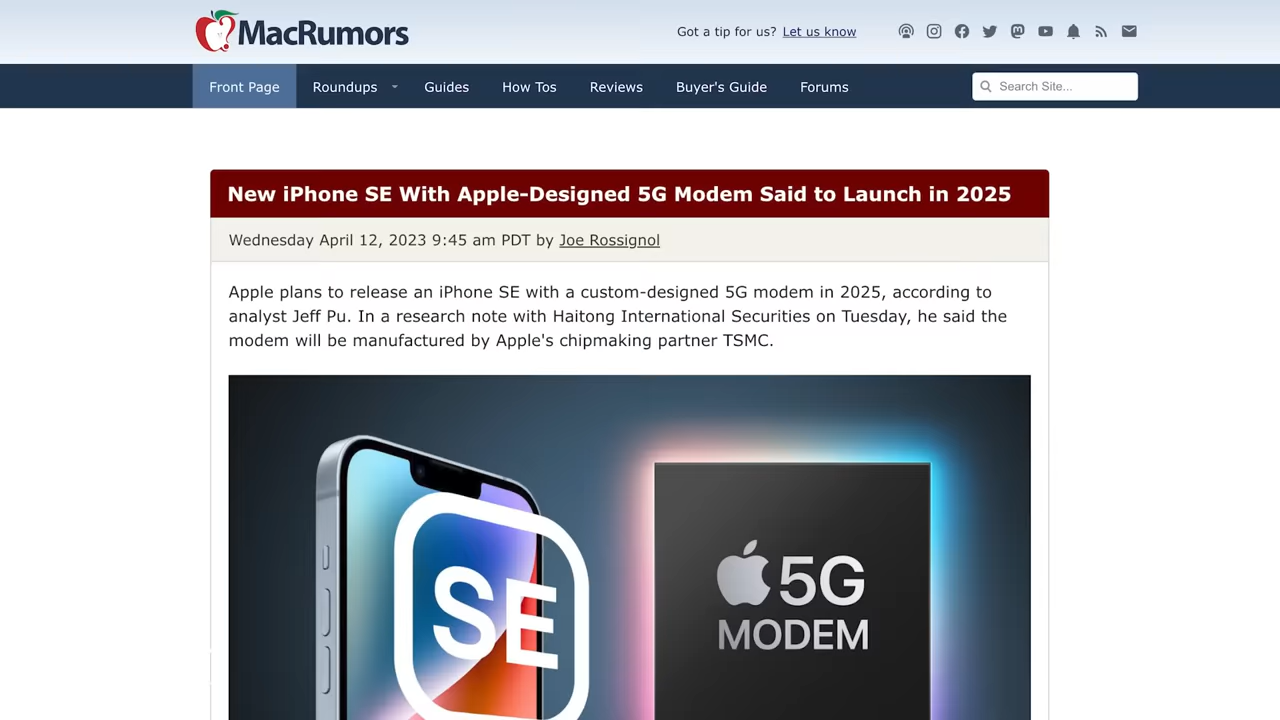 MacRumors
Got a tip for us? Let us know
Front Page Roundups Guides How Tos Reviews Buyer's Guide Forums Search Site...
New iPhone SE With Apple-Designed 5G Modem Said to Launch in 2025
Wednesday April 12, 2023 9:45 am PDT by Joe Rossignol
Apple plans to release an iPhone SE with a custom-designed 5G modem in 2025, according to
analyst Jeff Pu. In a research note with Haitong International Securities on Tuesday, he said the
modem will be manufactured by Apple's chipmaking partner TSMC.
SE
5G
MODEM